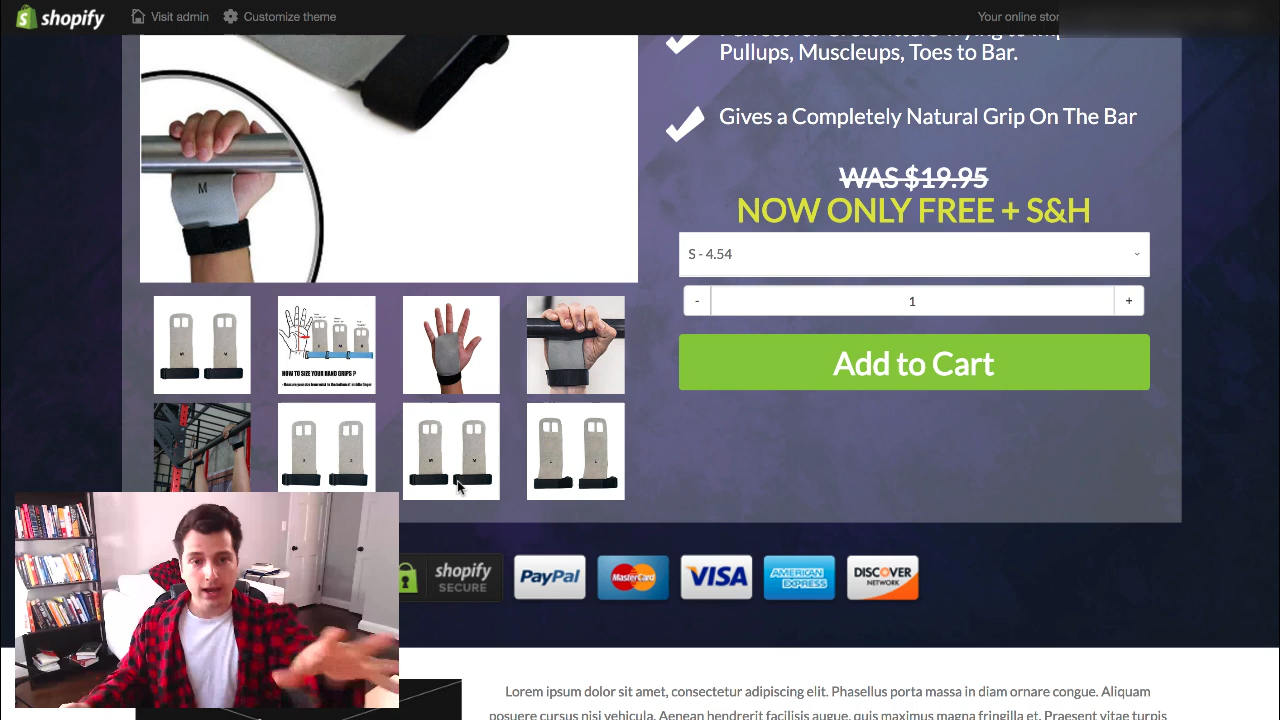 shopify
Visit admin
Customize theme
Your online stor
Pullups, Muscleups, Toes to Bar.
Gives a Completely Natural Grip On The Bar
WAS $19.95
NOW ONLY FREE + S&H
S - 4.54
-
1
+
Add to Cart
M
HOW TO SIZE YOUR HAND GRIPS ?
shopify
SECURE
PayPal
MasterCard
VISA
AMERICAN
EXPRESS
DISCOVER
NETWORK
Lorem ipsum dolor sit amet, consectetur adipiscing elit. Phasellus porta massa in diam ornare congue. Aliquam
posuere cursus nisi vehicula. Aenean hendrerit facilisis augue, quis maximus magna fringilla et. Praesent vitae turpis